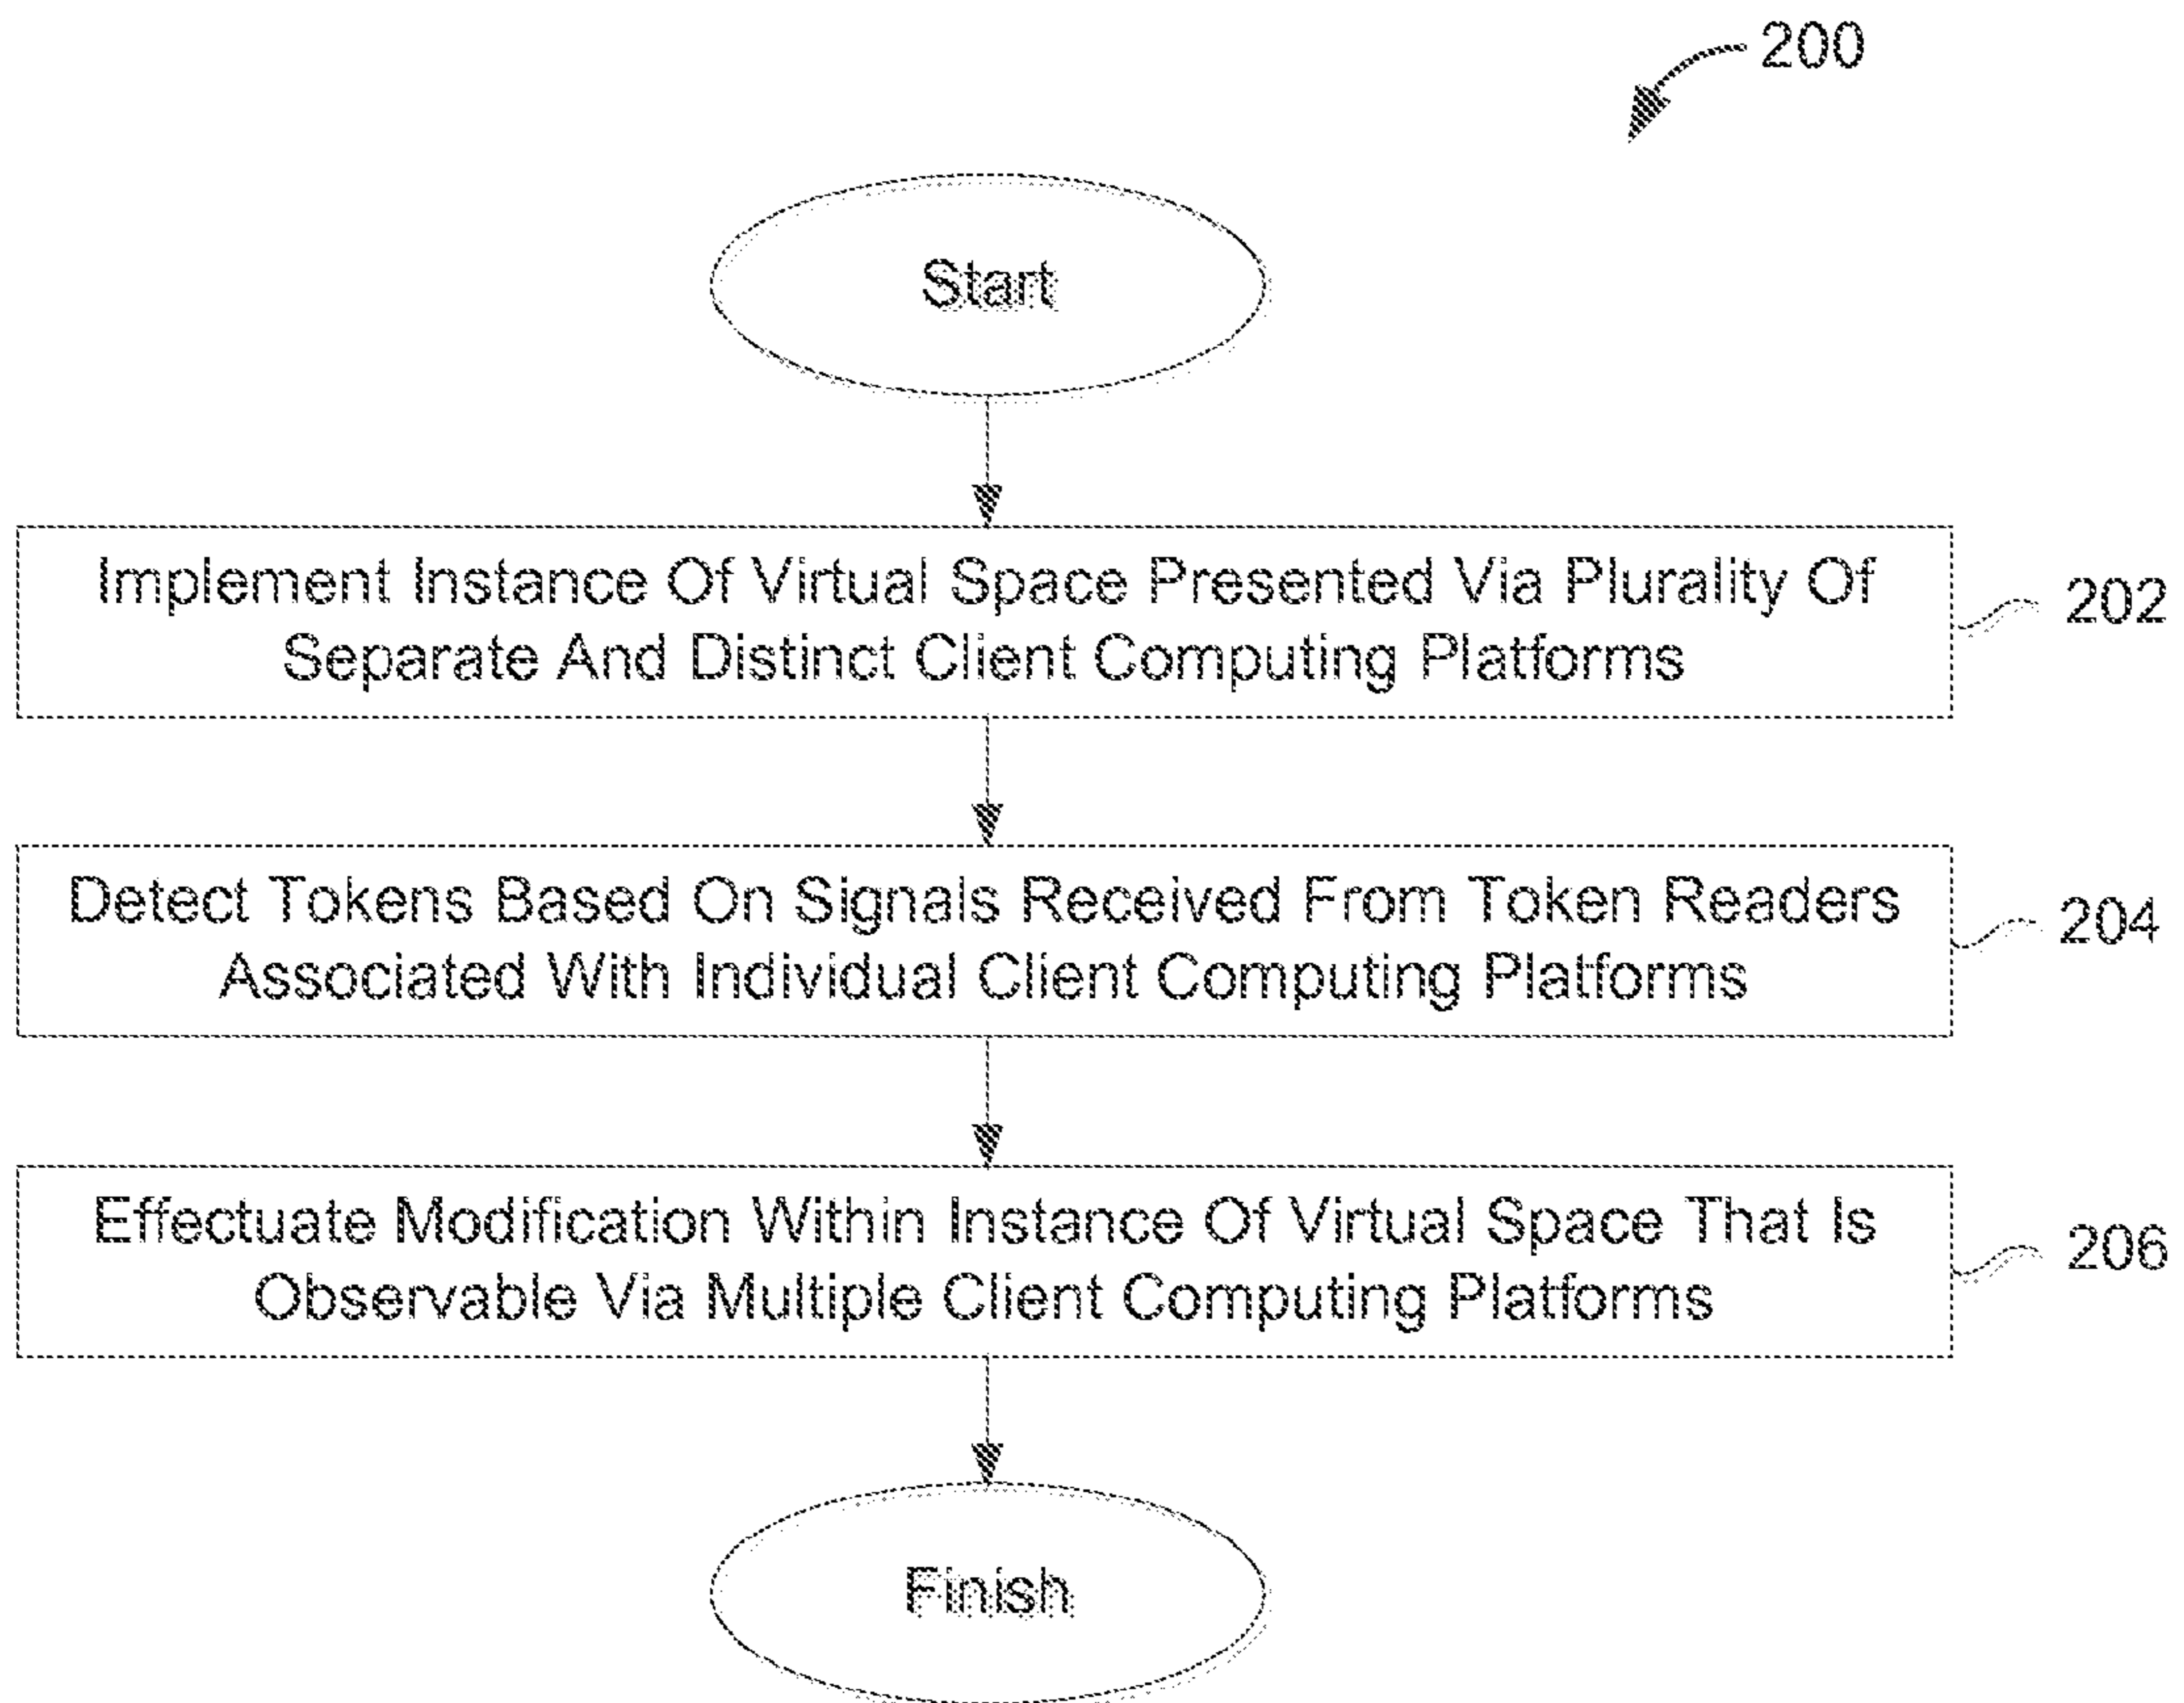 200
Start
Implement Instance Of Virtual Space Presented Via Plurality Of
Separate And Distinct Client Computing Platforms
202
Detect Tokens Based On Signals Received From Token Readers
Associated With Individual Client Computing Platforms
204
Effectuate Modification Within Instance Of Virtual Space That Is
Observable Via Multiple Client Computing Platforms
206
Finish